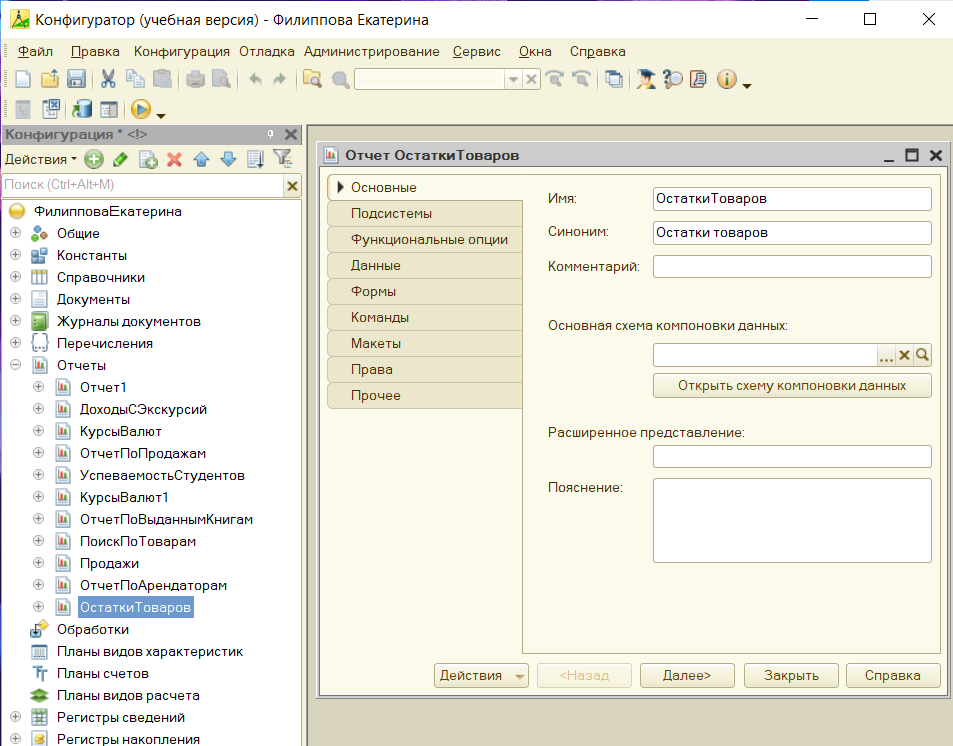 Конфигуратор (учебная версия) - Филиппова Екатерина
Файл Правка Конфигурация Отладка Администрирование Сервис Окна Справка
Конфигурация * <!>
Действия
Поиск (Ctrl+Alt+M)
ФилипповаЕкатерина
Общие
Константы
Справочники
Документы
Журналы документов
Перечисления
Отчеты
Отчет1
ДоходыСЭкскурсий
КурсыВалют
ОтчетПоПродажам
УспеваемостьСтудентов
КурсыВалют1
ОтчетПоВыданнымКнигам
ПоискПоТоварам
Продажи
ОтчетПоАрендаторам
ОстаткиТоваров
Обработки
Планы видов характеристик
Планы счетов
Планы видов расчета
Регистры сведений
Регистры накопления
Отчет ОстаткиТоваров
Основные
Подсистемы
Функциональные опции
Данные
Формы
Команды
Макеты
Права
Прочее
Имя: ОстаткиТоваров
Синоним: Остатки товаров
Комментарий:
Основная схема компоновки данных:
...
Открыть схему компоновки данных
Расширенное представление:
Пояснение:
Действия <Назад Далее> Закрыть Справка